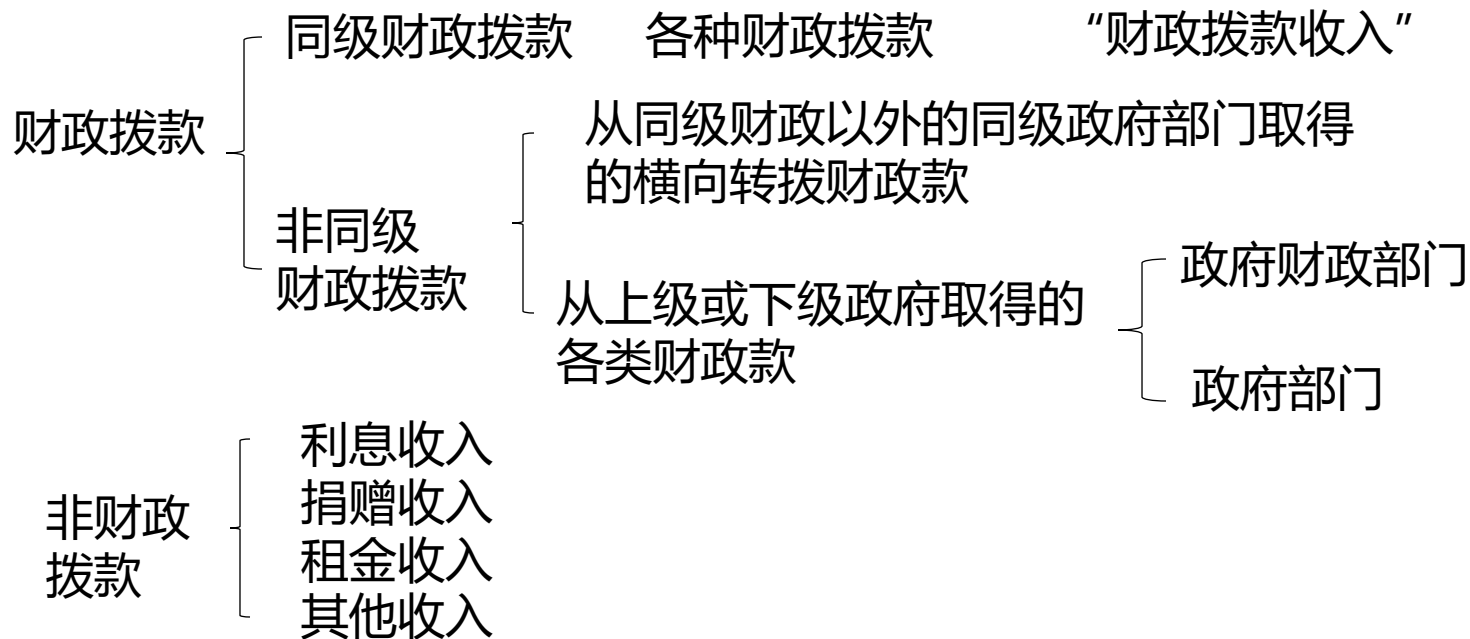 同级财政拨款 各种财政拨款 “财政拨款收入”
财政拨款
从同级财政以外的同级政府部门取得
的横向转拨财政款
非同级
财政拨款
从上级或下级政府取得的
各类财政款
政府财政部门
政府部门
非财政
拨款
利息收入
捐赠收入
租金收入
其他收入